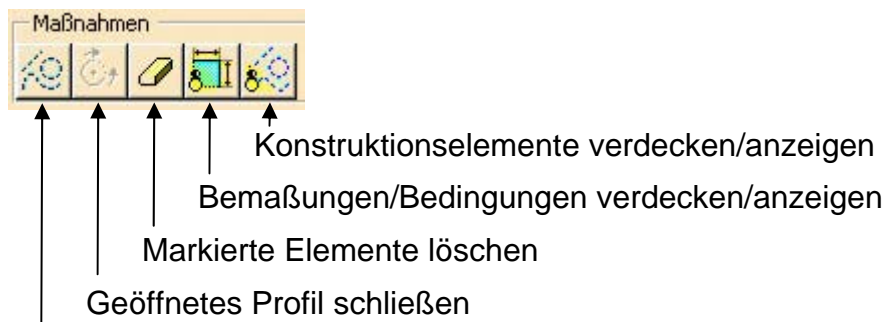 Maßnahmen
Konstruktionselemente verdecken/anzeigen
Bemaßungen/Bedingungen verdecken/anzeigen
Markierte Elemente löschen
Geöffnetes Profil schließen